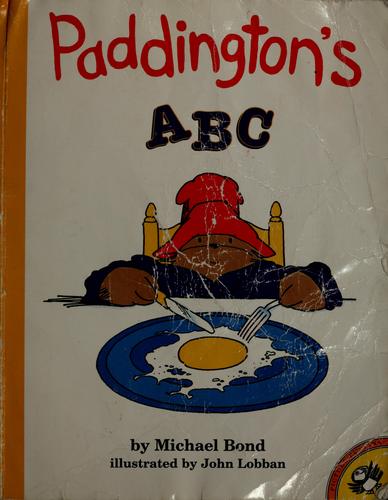 Paddington's
ABC
by Michael Bond
illustrated by John Lobban